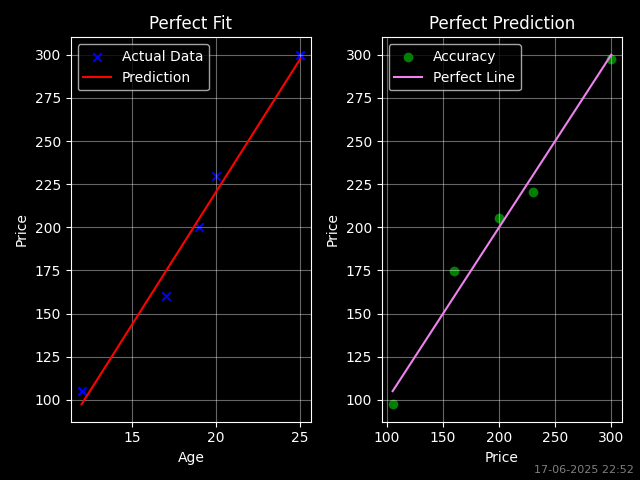 Perfect Fit
Actual Data
Prediction
300
275
250
225
200
175
150
125
100
Price
15 20 25
Age
Perfect Prediction
Accuracy
Perfect Line
300
275
250
225
200
175
150
125
100
Price
100 150 200 250 300
Price
17-06-2025 22:52